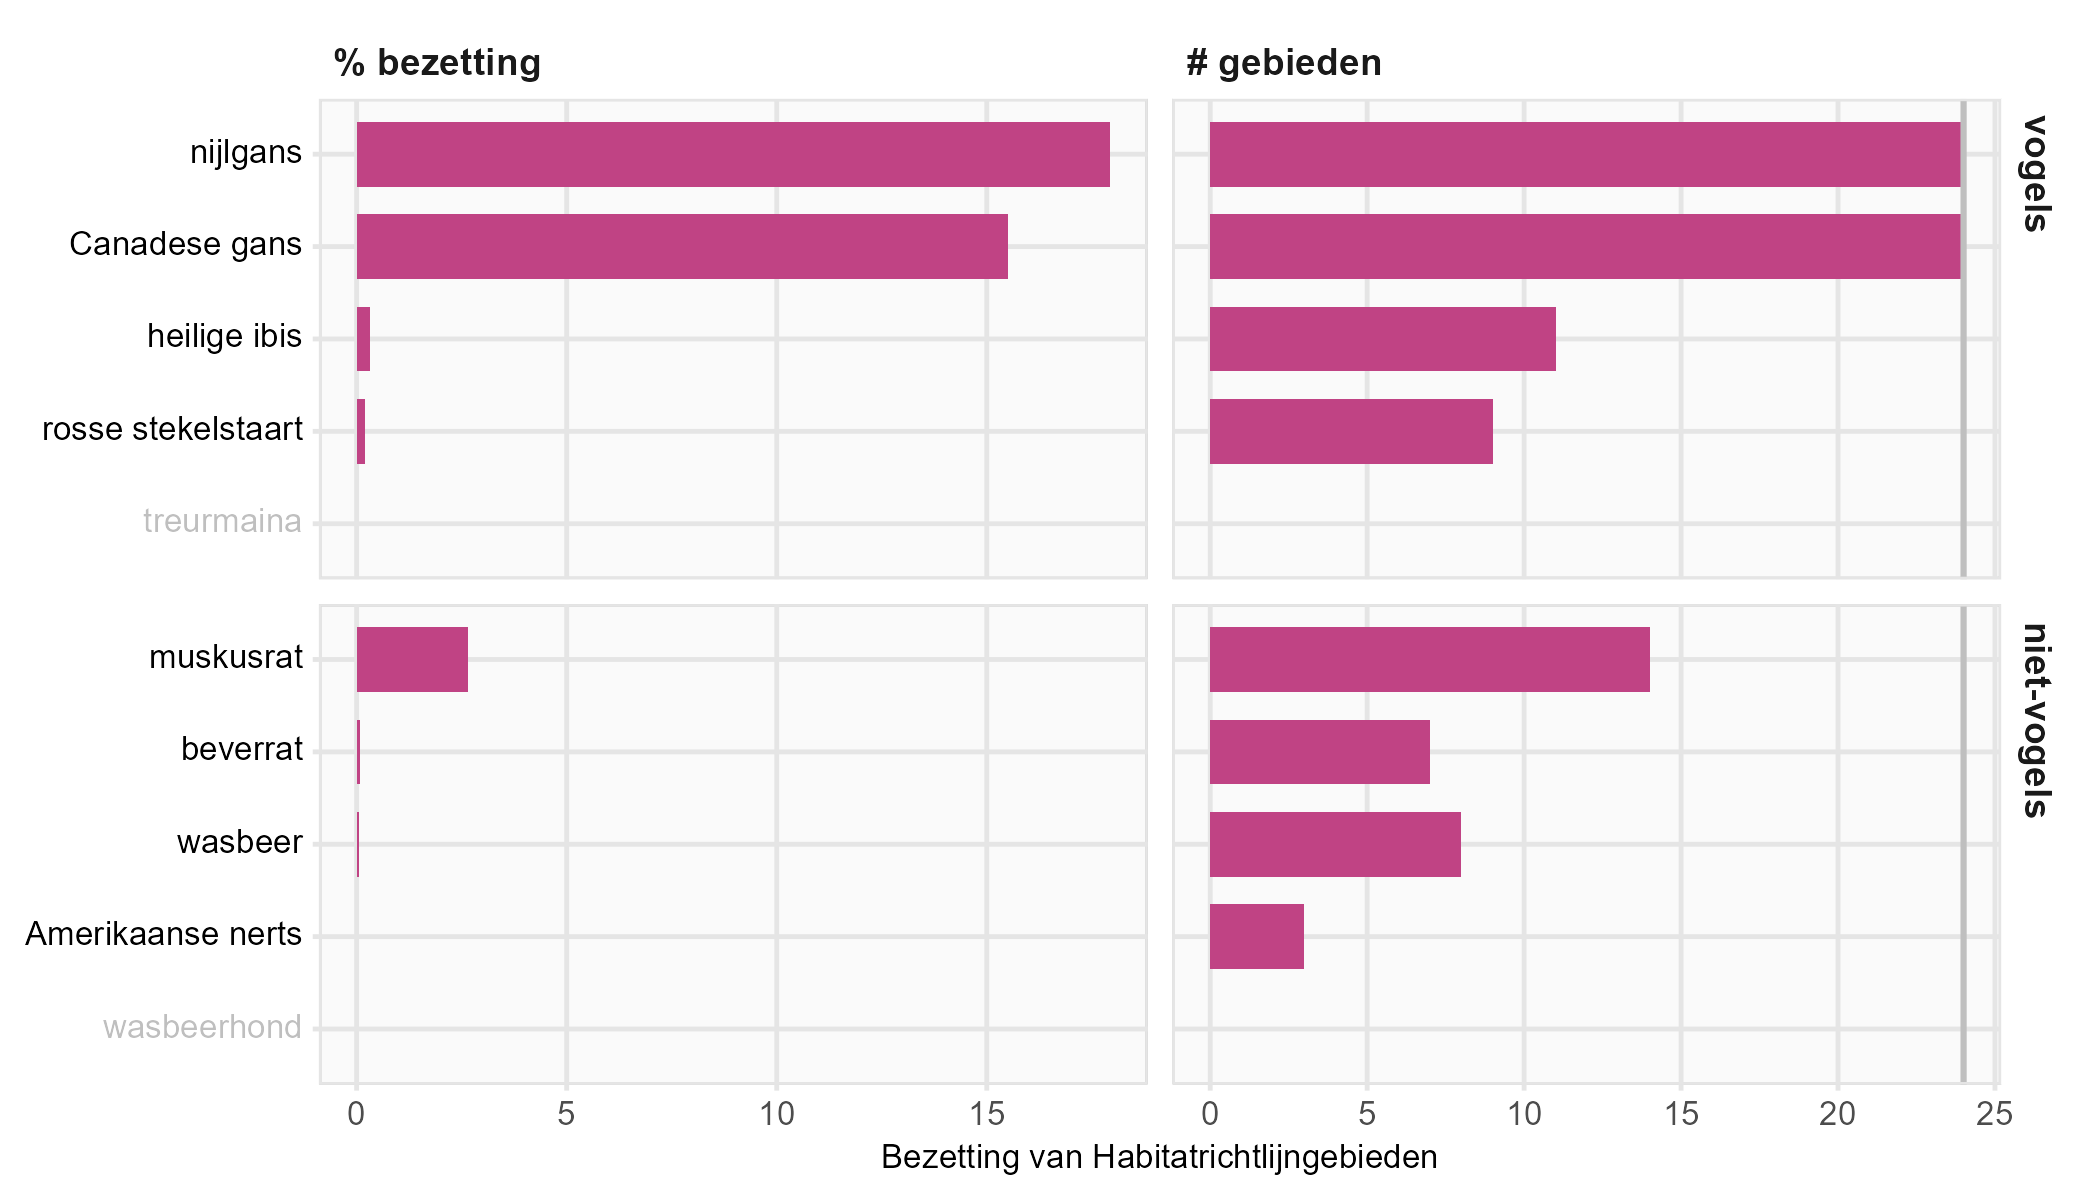 % bezetting
# gebieden
nijlgans
Canadese gans
heilige ibis
rosse stekelstaart
treurmaina
vogels
muskusrat
beverrat
wasbeer
Amerikaanse nerts
wasbeerhond
niet-vogels
0 5 10 15
0 5 10 15 20 25
Bezetting van Habitatrichtlijngebieden